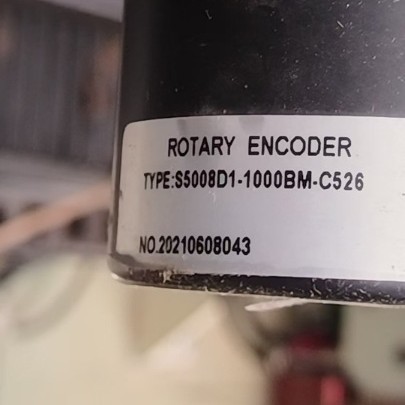 ROTARY ENCODER
TYPE:S5008D1-1000BM-C526
NO.20210608043